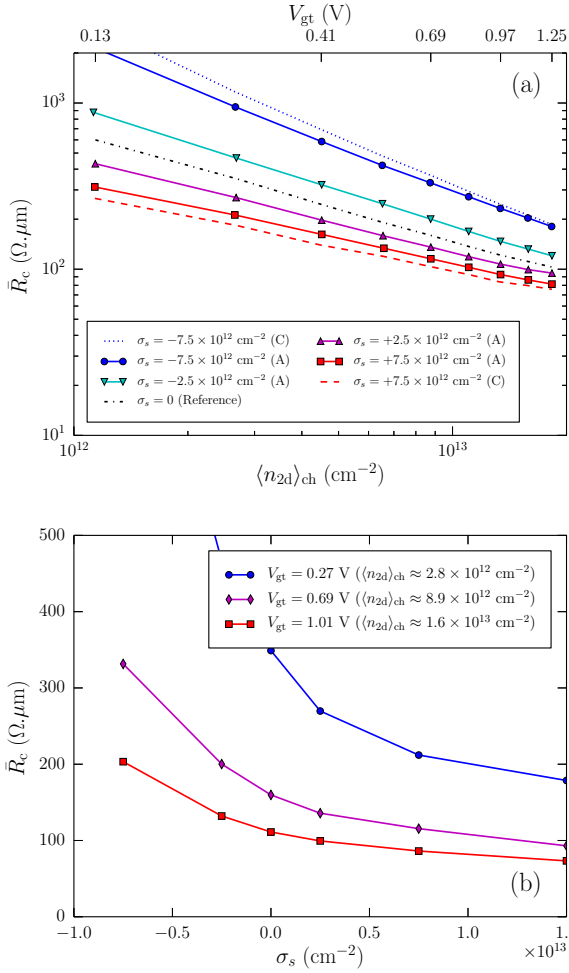 V_gt (V)
0.13 0.41 0.69 0.97 1.25
(a)
10^3
10^2
10^1
R̄_c (Ω.μm)
σ_s = −7.5 × 10^12 cm^−2 (C)
σ_s = −7.5 × 10^12 cm^−2 (A)
σ_s = −2.5 × 10^12 cm^−2 (A)
σ_s = 0 (Reference)
σ_s = +2.5 × 10^12 cm^−2 (A)
σ_s = +7.5 × 10^12 cm^−2 (A)
σ_s = +7.5 × 10^12 cm^−2 (C)
10^12 10^13
⟨n_2d⟩_ch (cm^−2)
500
400
300
200
100
0
R̄_c (Ω.μm)
V_gt = 0.27 V (⟨n_2d⟩_ch ≈ 2.8 × 10^12 cm^−2)
V_gt = 0.69 V (⟨n_2d⟩_ch ≈ 8.9 × 10^12 cm^−2)
V_gt = 1.01 V (⟨n_2d⟩_ch ≈ 1.6 × 10^13 cm^−2)
(b)
−1.0 −0.5 0.0 0.5 1.0 1.
×10^13
σ_s (cm^−2)